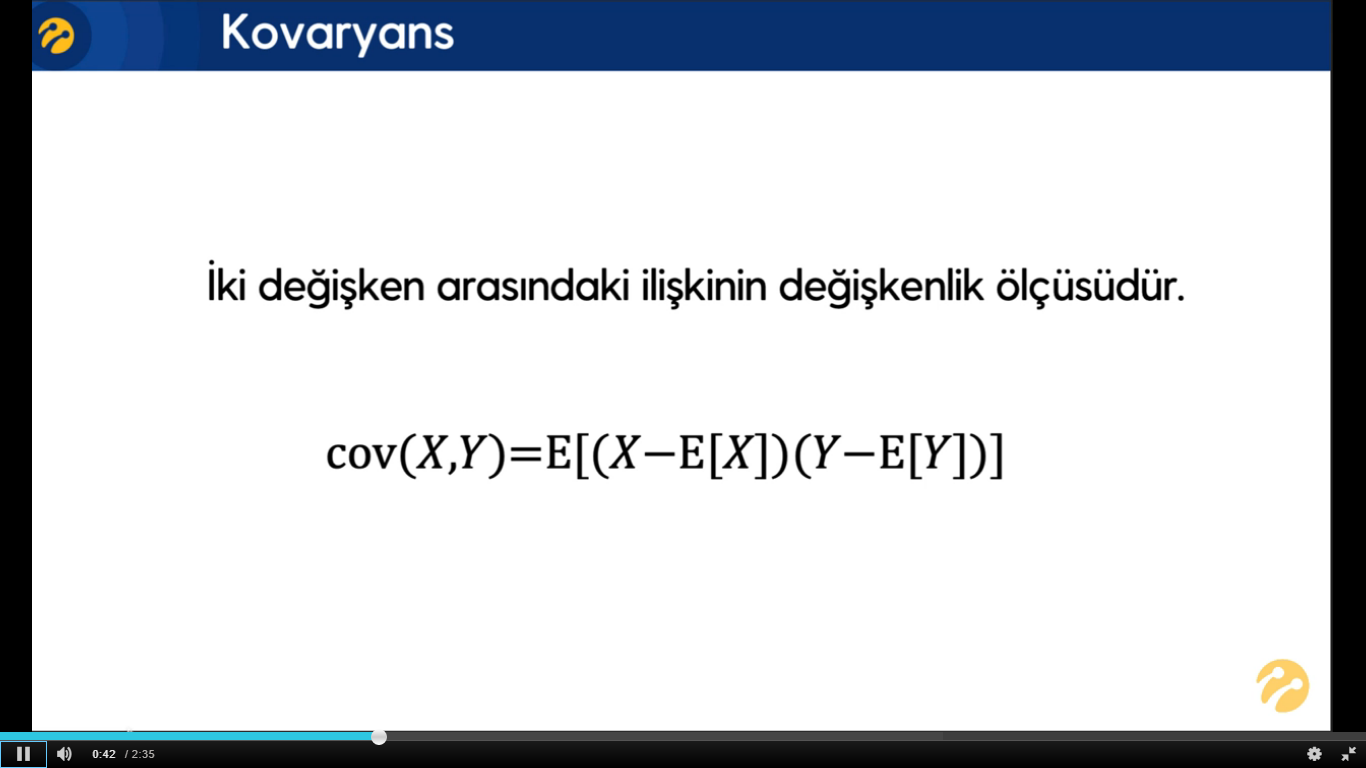 Kovaryans
İki değişken arasındaki ilişkinin değişkenlik ölçüsüdür.
cov(X,Y)=E[(X−E[X])(Y−E[Y])]
0:42 / 2:35